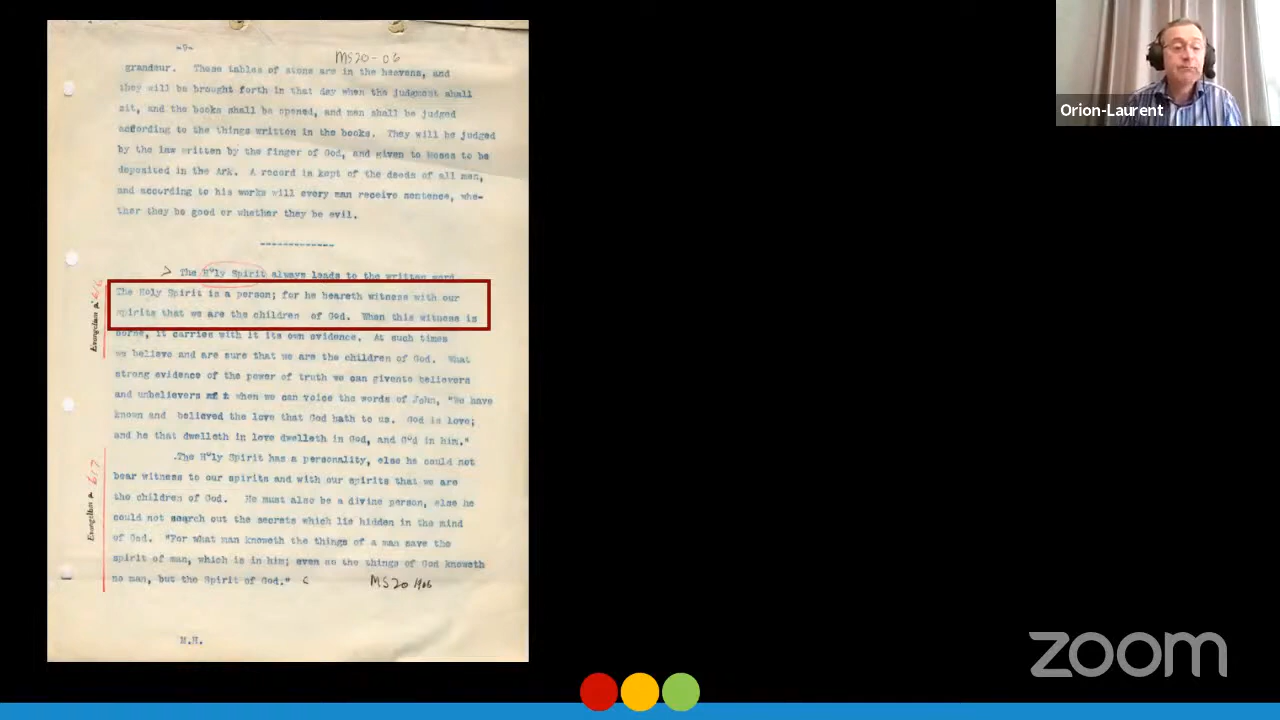 -9-
MS20-06
grandeur. These tables of stone are in the heavens, and
they will be brought forth in that day when the judgment shall
sit, and the books shall be opened, and men shall be judged
according to the things written in the books. They will be judged
by the law written by the finger of God, and given to Moses to be
deposited in the Ark. A record is kept of the deeds of all men,
and according to his works will every man receive sentence, whe-
ther they be good or whether they be evil.
-------------
> The Holy Spirit always leads to the written word.
The Holy Spirit is a person; for he beareth witness with our
spirits that we are the children of God. When this witness is
borne, it carries with it its own evidence. At such times
we believe and are sure that we are the children of God. What
strong evidence of the power of truth we can giveto believers
and unbelievers when we can voice the words of John, "We have
known and believed the love that God hath to us. God is love;
and he that dwelleth in love dwelleth in God, and God in him."
.The Holy Spirit has a personality, else he could not
bear witness to our spirits and with our spirits that we are
the children of God. He must also be a divine person, else he
could not search out the secrets which lie hidden in the mind
of God. "For what man knoweth the things of a man save the
spirit of man, which is in him; even so the things of God knoweth
no man, but the Spirit of God."
MS20 1906
M.H.
Evangelism p. 616
Evangelism p. 617
Orion-Laurent
zoom